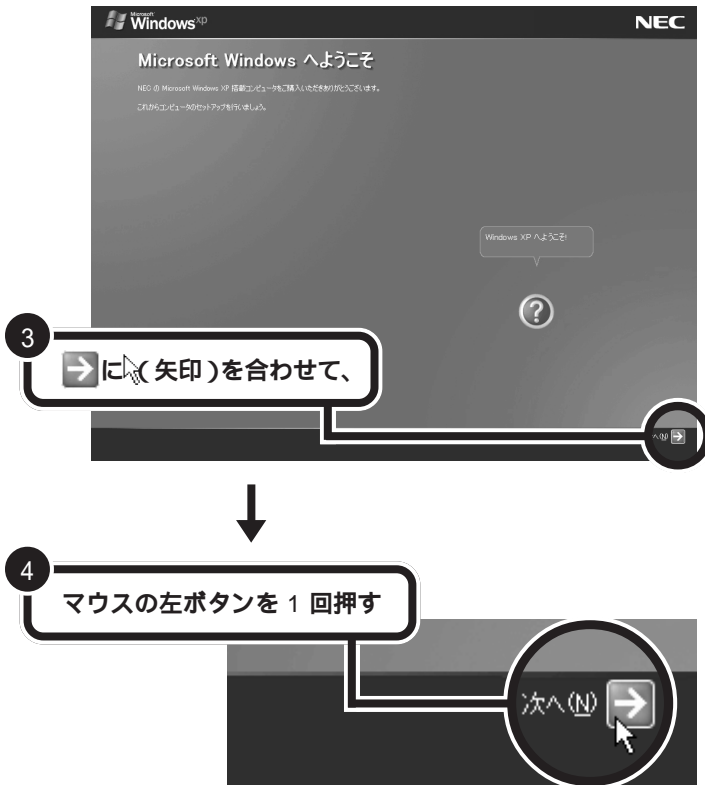 Microsoft Windows xp NEC
Microsoft Windows へようこそ
NEC の Microsoft Windows XP 搭載コンピュータをご購入いただきありがとうございます。
これからコンピュータのセットアップを行いましょう。
Windows XP へようこそ!
?
3
に(矢印)を合わせて、
へ(N)
4
マウスの左ボタンを 1 回押す
次へ(N)